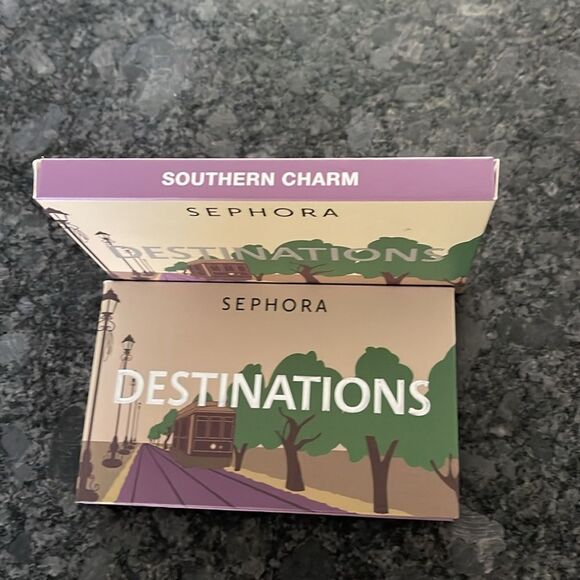 SOUTHERN CHARM
SEPHORA
DESTINATIONS
SEPHORA
DESTINATIONS